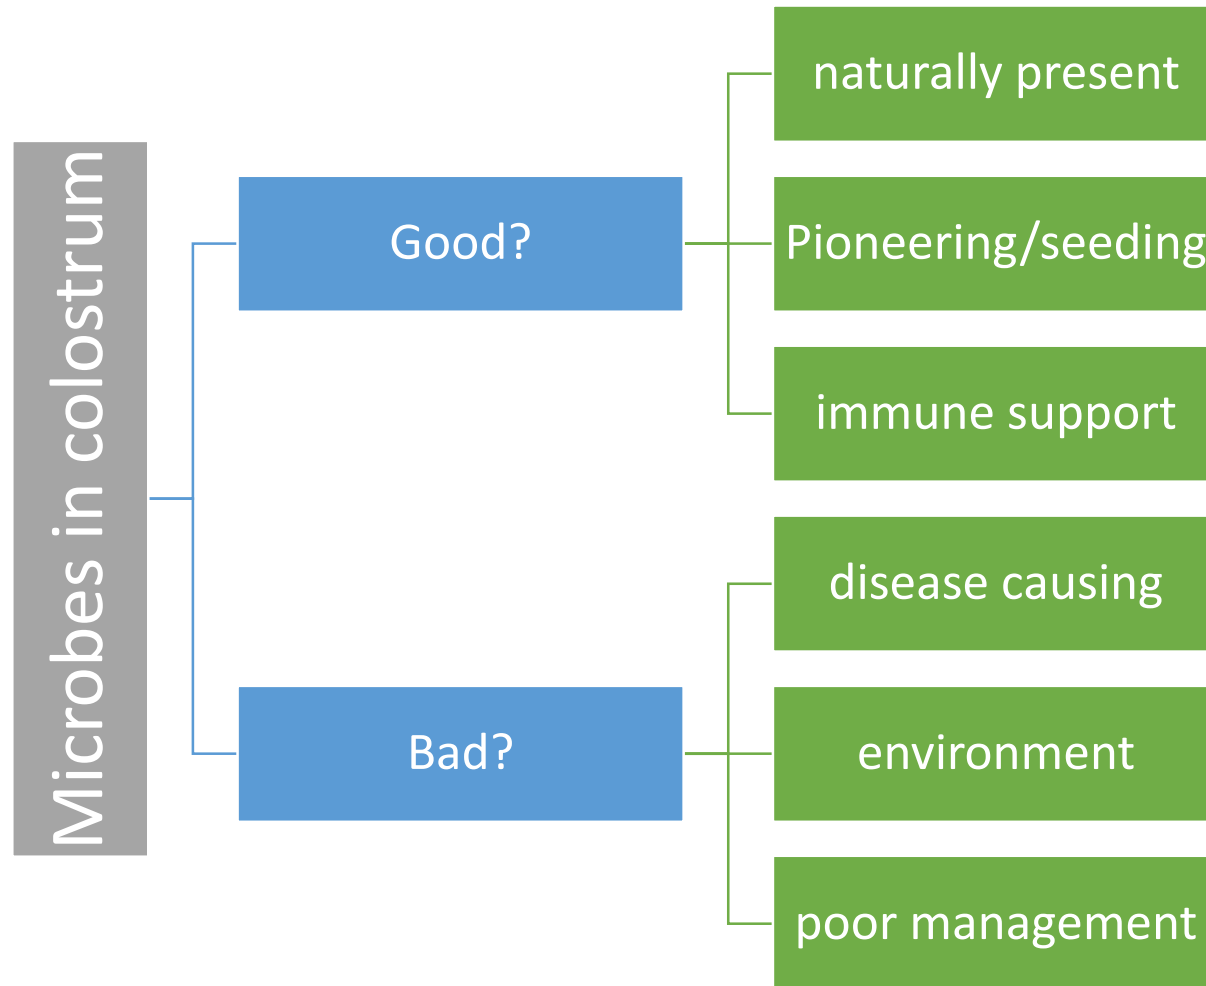 Microbes in colostrum
Good?
naturally present
Pioneering/seeding
immune support
Bad?
disease causing
environment
poor management